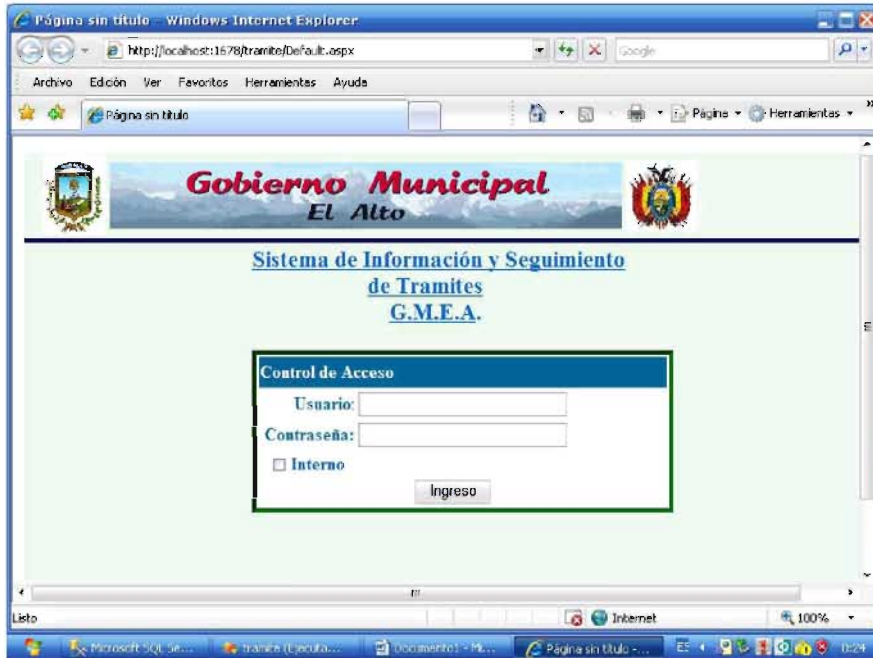 Página sin título - Windows Internet Explorer
http://localhost:1678/tramite/Default.aspx
Google
Archivo Edición Ver Favoritos Herramientas Ayuda
Página sin título
Página
Herramientas
Gobierno Municipal
El Alto
Sistema de Información y Seguimiento
de Tramites
G.M.E.A.
Control de Acceso
Usuario:
Contraseña:
Interno
Ingreso
Listo
Internet
100%
Microsoft SQL Se...
tramite (Ejecuta...
Documento1 - Mi...
Página sin título -...
ES
0:24